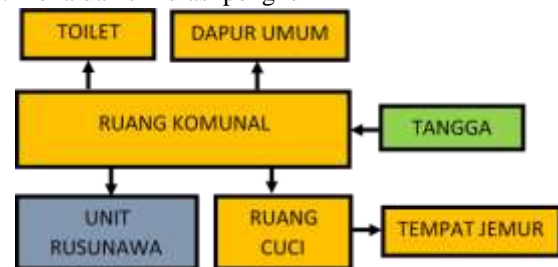 TOILET
DAPUR UMUM
RUANG KOMUNAL
TANGGA
UNIT
RUSUNAWA
RUANG
CUCI
TEMPAT JEMUR